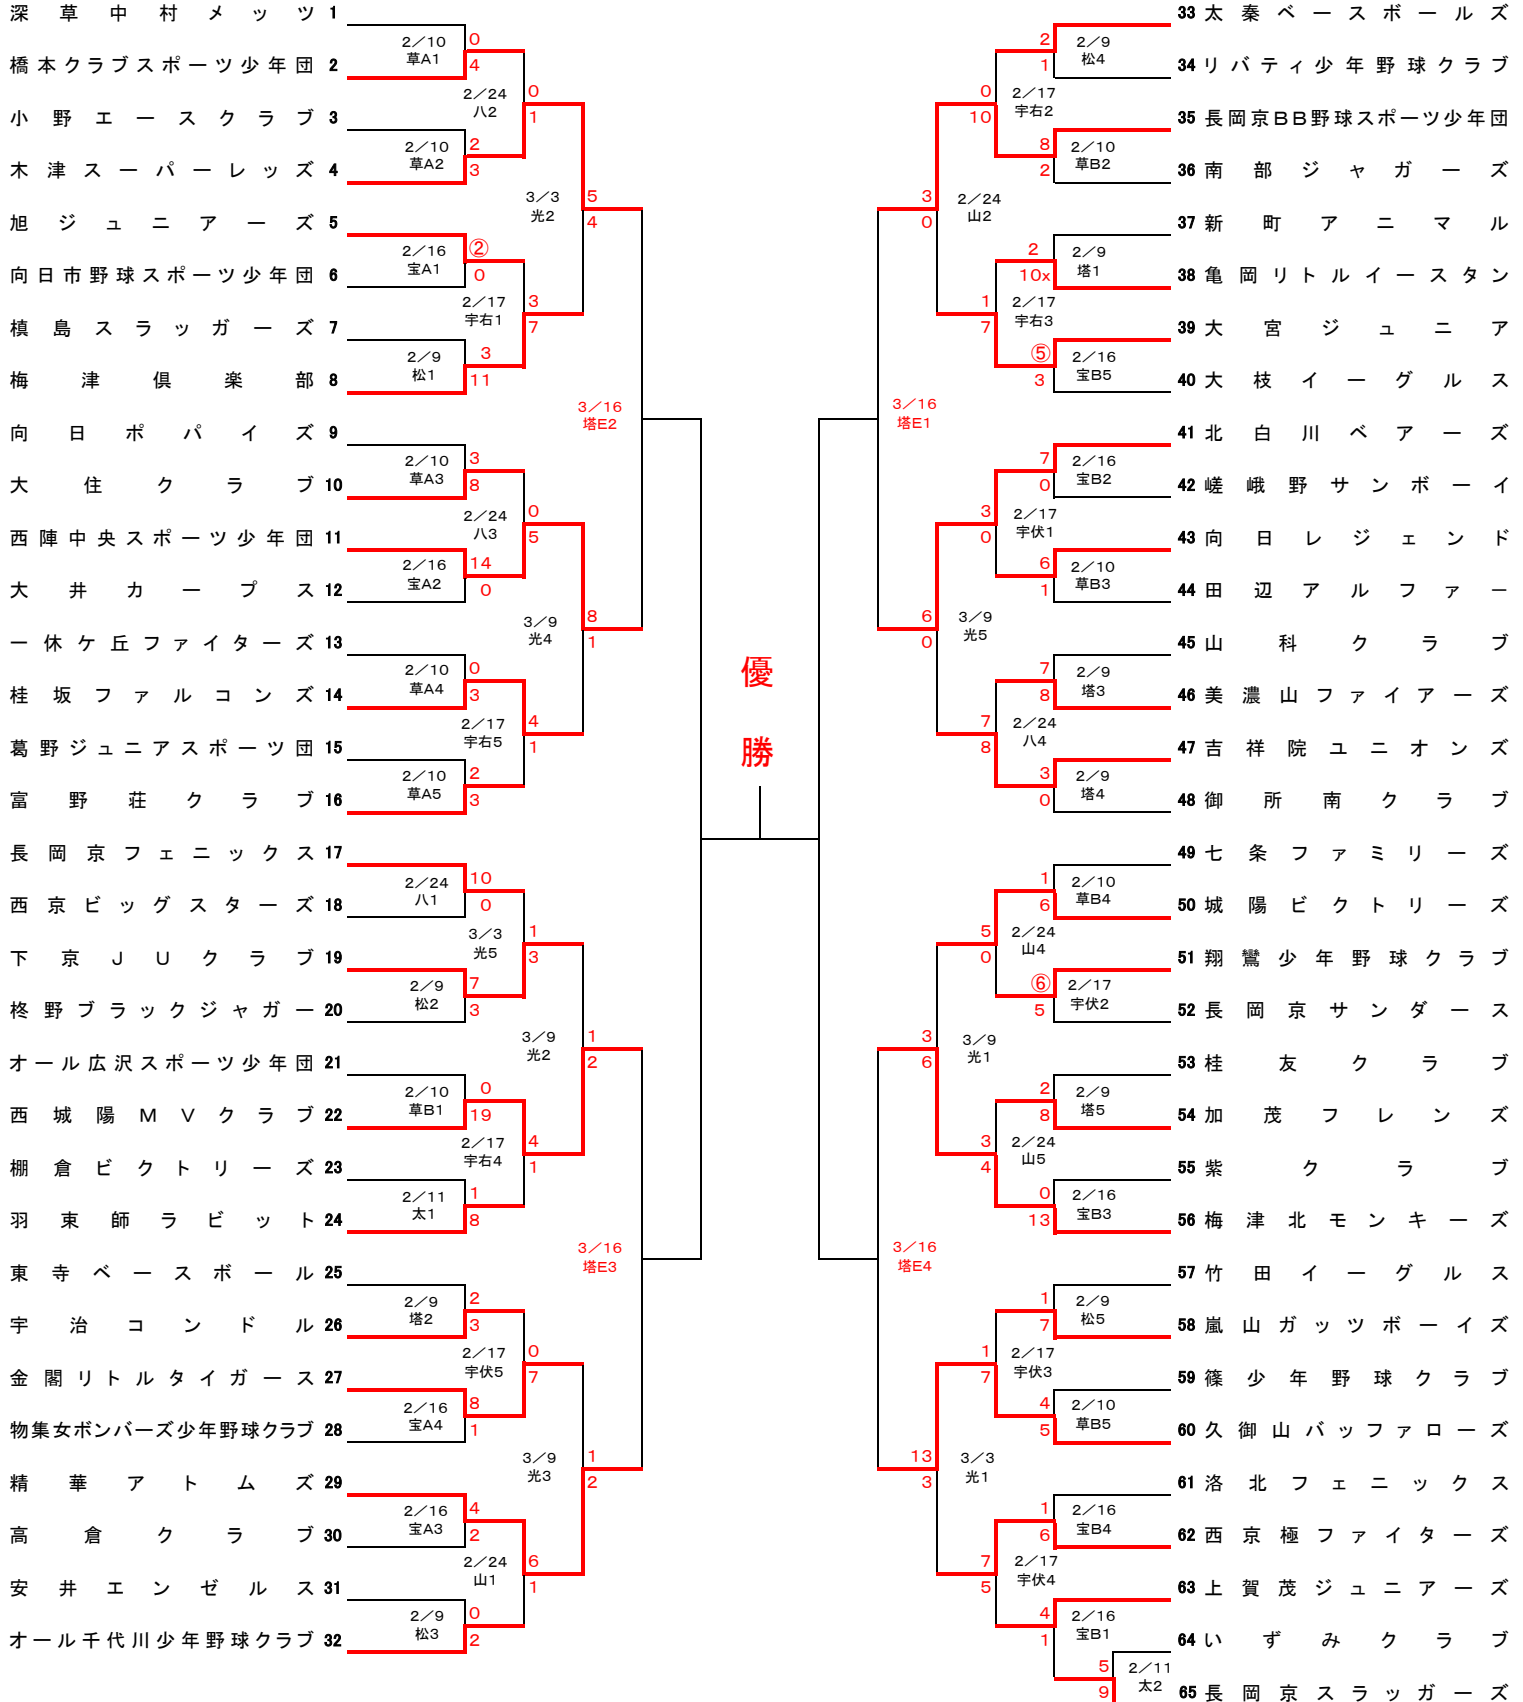 深草中村メッツ 1
2／10 0
草A1
橋本クラブスポーツ少年団 2 4
2／24 0
八2 1
小野エースクラブ 3
2／10 2
草A2
木津スーパーレッズ 4 3
3／3 5
光2 4
旭ジュニアーズ 5
2／16 ②
宝A1 0
向日市野球スポーツ少年団 6
2／17 3
宇右1 7
槙島スラッガーズ 7
2／9 3
松1 11
梅津倶楽部 8
3／16
塔E2
向日ポパイズ 9
2／10 3
草A3 8
大住クラブ 10
2／24 0
八3 5
西陣中央スポーツ少年団 11
2／16 14
宝A2 0
大井カープス 12
3／9 8
光4 1
一休ケ丘ファイターズ 13
2／10 0
草A4 3
桂坂ファルコンズ 14
2／17 4
宇右5 1
葛野ジュニアスポーツ団 15
2／10 2
草A5 3
富野荘クラブ 16
長岡京フェニックス 17
2／24 10
八1 0
西京ビッグスターズ 18
3／3 1
光5 3
下京ＪＵクラブ 19
2／9 7
松2 3
柊野ブラックジャガー 20
3／9 1
光2 2
オール広沢スポーツ少年団 21
2／10 0
草B1 19
西城陽ＭＶクラブ 22
2／17 4
宇右4 1
棚倉ビクトリーズ 23
2／11 1
太1 8
羽束師ラビット 24
3／16
塔E3
東寺ベースボール 25
2／9 2
塔2 3
宇治コンドル 26
2／17 0
宇伏5 7
金閣リトルタイガース 27
2／16 8
宝A4 1
物集女ボンバーズ少年野球クラブ 28
3／9 1
光3 2
精華アトムズ 29
2／16 4
宝A3 2
高倉クラブ 30
2／24 6
山1 1
安井エンゼルス 31
2／9 0
松3 2
オール千代川少年野球クラブ 32
優
勝
33 太秦ベースボールズ
2 2／9
1 松4
34 リバティ少年野球クラブ
0 2／17
10 宇右2
35 長岡京ＢＢ野球スポーツ少年団
8 2／10
2 草B2
36 南部ジャガーズ
3 2／24
0 山2
37 新町アニマル
2 2／9
10x 塔1
38 亀岡リトルイースタン
1 2／17
7 宇右3
39 大宮ジュニア
⑤ 2／16
3 宝B5
40 大枝イーグルス
3／16
塔E1
41 北白川ベアーズ
7 2／16
0 宝B2
42 嵯峨野サンボーイ
3 2／17
0 宇伏1
43 向日レジェンド
6 2／10
1 草B3
44 田辺アルファー
6 3／9
0 光5
45 山科クラブ
7 2／9
8 塔3
46 美濃山ファイアーズ
7 2／24
8 八4
47 吉祥院ユニオンズ
3 2／9
0 塔4
48 御所南クラブ
49 七条ファミリーズ
1 2／10
6 草B4
50 城陽ビクトリーズ
5 2／24
0 山4
51 翔鸞少年野球クラブ
⑥ 2／17
5 宇伏2
52 長岡京サンダース
3 3／9
6 光1
53 桂友クラブ
2 2／9
8 塔5
54 加茂フレンズ
3 2／24
4 山5
55 紫クラブ
0 2／16
13 宝B3
56 梅津北モンキーズ
3／16
塔E4
57 竹田イーグルス
1 2／9
7 松5
58 嵐山ガッツボーイズ
1 2／17
7 宇伏3
59 篠少年野球クラブ
4 2／10
5 草B5
60 久御山バッファローズ
13 3／3
3 光1
61 洛北フェニックス
1 2／16
6 宝B4
62 西京極ファイターズ
7 2／17
5 宇伏4
63 上賀茂ジュニアーズ
4 2／16
1 宝B1
64 いずみクラブ
5 2／11
9 太2
65 長岡京スラッガーズ